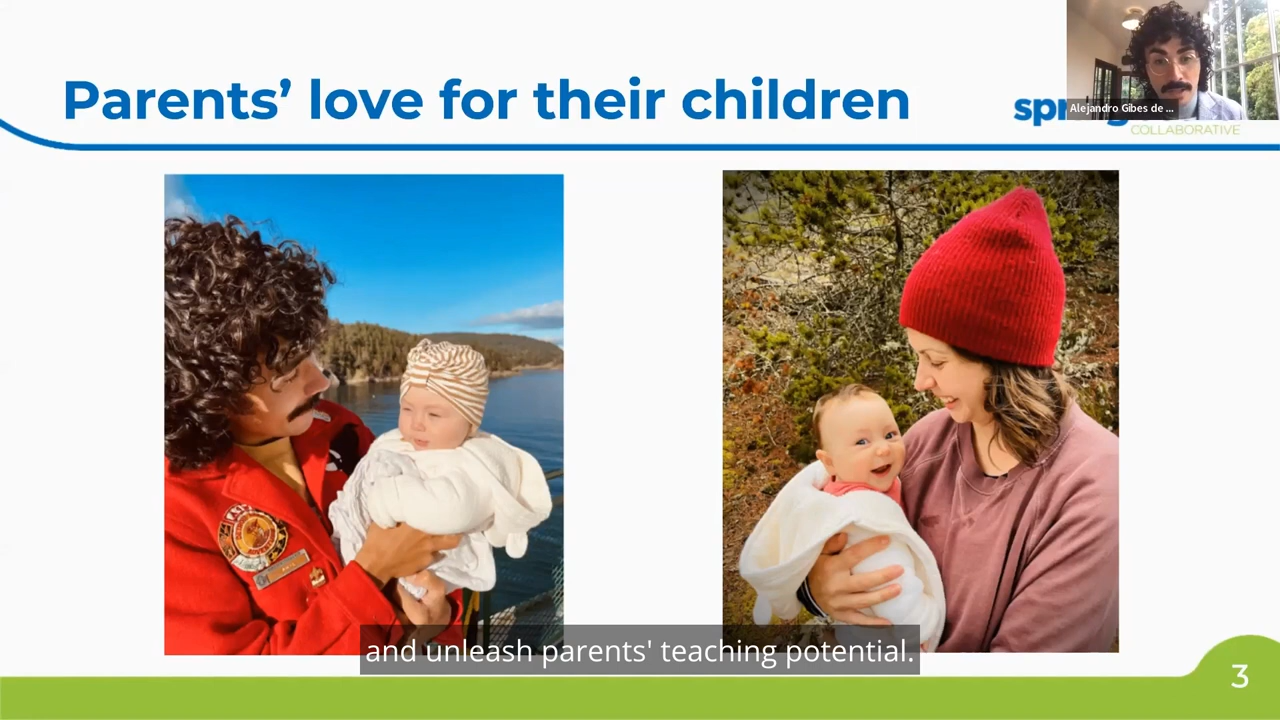 Parents’ love for their children
Alejandro Gibes de ...
COLLABORATIVE
and unleash parents' teaching potential.
3